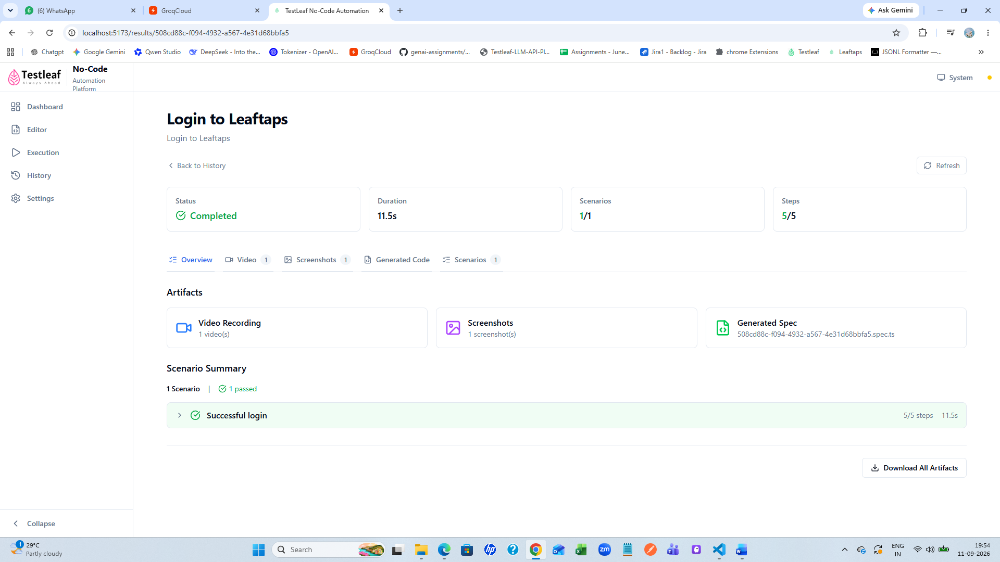 (6) WhatsApp
GroqCloud
TestLeaf No-Code Automation
Ask Gemini
localhost:5173/results/508cd88c-f094-4932-a567-4e31d68bbfa5
Chatgpt
Google Gemini
Qwen Studio
DeepSeek - Into the...
Tokenizer - OpenAI...
GroqCloud
genai-assignments/...
Testleaf-LLM-API-Pl...
Assignments - June...
Jira1 - Backlog - Jira
chrome Extensions
Testleaf
Leaftaps
JSONL Formatter —...
Testleaf
Always Ahead
No-Code
Automation
Platform
System
Dashboard
Editor
Execution
History
Settings
Collapse
Login to Leaftaps
Login to Leaftaps
Back to History
Refresh
Status
Completed
Duration
11.5s
Scenarios
1/1
Steps
5/5
Overview
Video 1
Screenshots 1
Generated Code
Scenarios 1
Artifacts
Video Recording
1 video(s)
Screenshots
1 screenshot(s)
Generated Spec
508cd88c-f094-4932-a567-4e31d68bbfa5.spec.ts
Scenario Summary
1 Scenario | 1 passed
Successful login
5/5 steps 11.5s
Download All Artifacts
1
29°C
Partly cloudy
Search
hp
zm
ENG
IN
19:54
11-09-2026